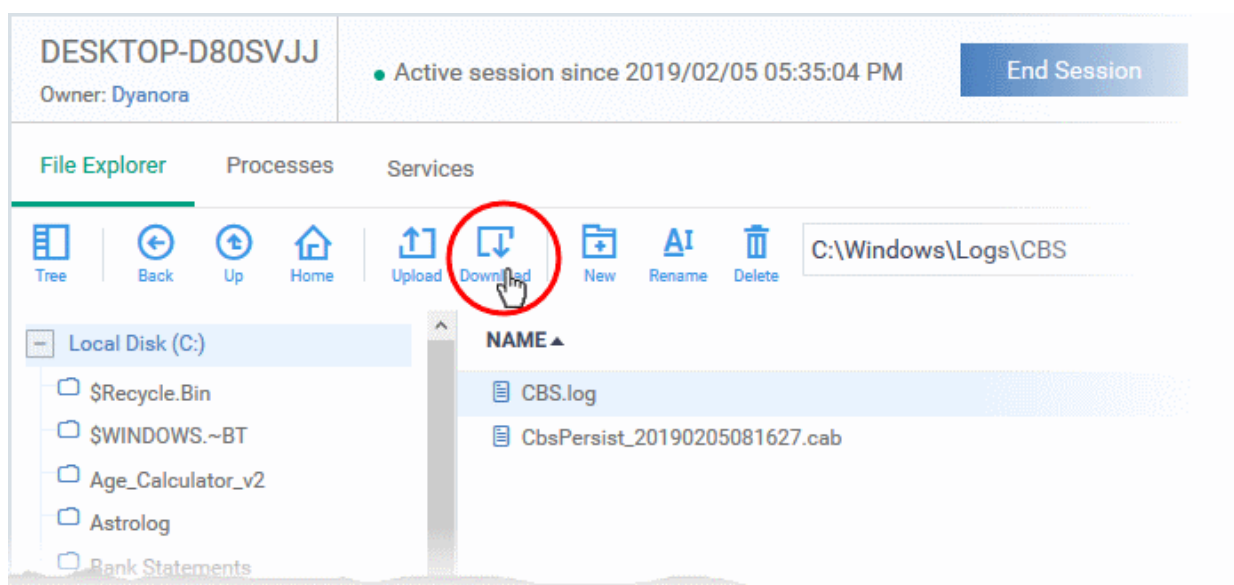 DESKTOP-D80SVJJ
Owner: Dyanora
Active session since 2019/02/05 05:35:04 PM
End Session
File Explorer Processes Services
Tree Back Up Home Upload Download New Rename Delete C:\Windows\Logs\CBS
Local Disk (C:)
$Recycle.Bin
$WINDOWS.~BT
Age_Calculator_v2
Astrolog
Bank Statements
NAME
CBS.log
CbsPersist_20190205081627.cab